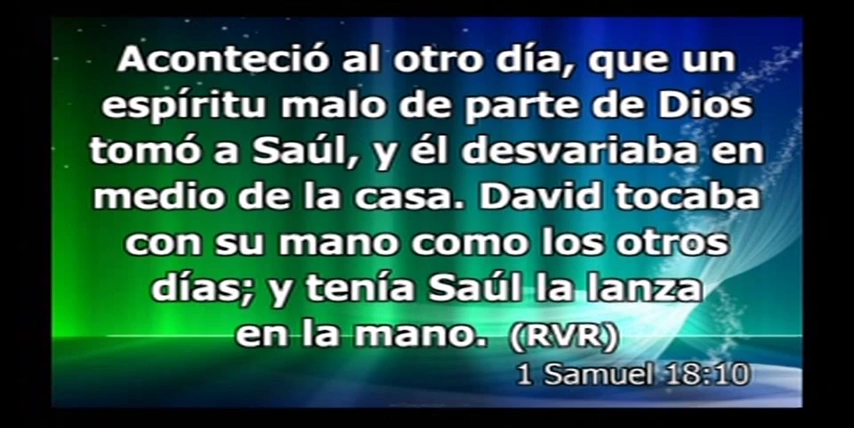 Aconteció al otro día, que un
espíritu malo de parte de Dios
tomó a Saúl, y él desvariaba en
medio de la casa. David tocaba
con su mano como los otros
días; y tenía Saúl la lanza
en la mano. (RVR)
1 Samuel 18:10